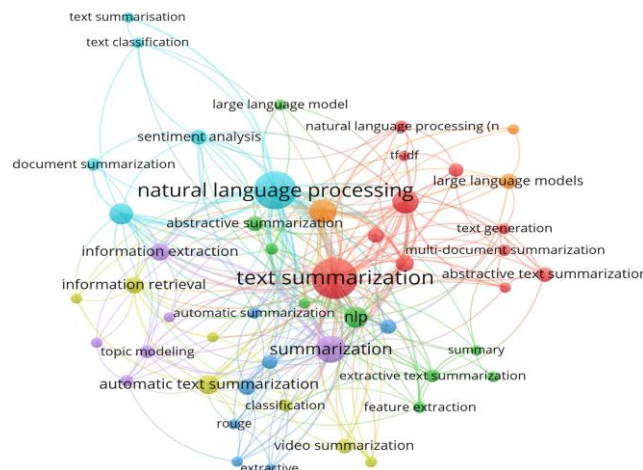 text summarisation
text classification
large language model
natural language processing (n
sentiment analysis
tf-idf
document summarization
large language models
natural language processing
abstractive summarization
text generation
information extraction
multi-document summarization
text summarization
abstractive text summarization
information retrieval
automatic summarization
nlp
topic modeling
summarization
summary
automatic text summarization
extractive text summarization
classification
feature extraction
rouge
video summarization
extractive